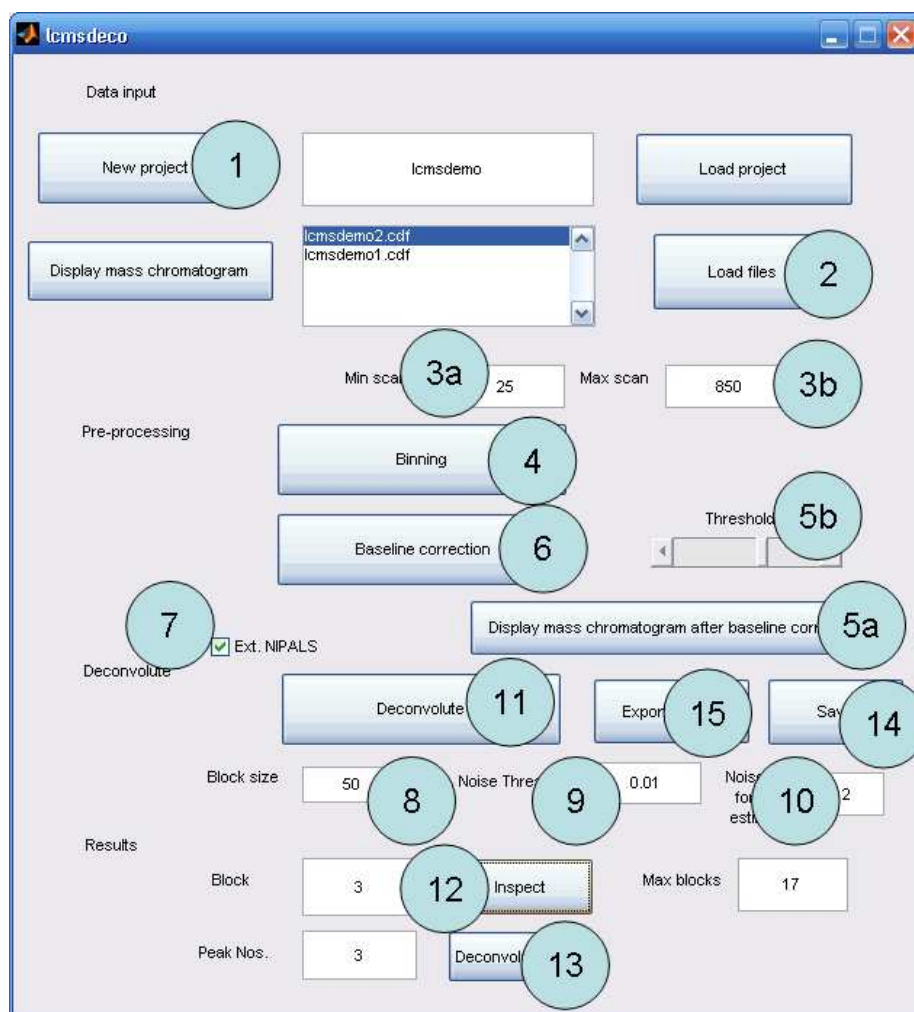 lcmsdeco
Data input
New project 1
lcmsdemo
Load project
Display mass chromatogram
lcmsdemo2.cdf
lcmsdemo1.cdf
Load files 2
Min 3a 25
Max scan 850 3b
Pre-processing
Binning 4
Baseline correction 6
Threshold 5b
7 Ext. NIPALS
Display mass chromatogram after baseline 5a
Deconvolute
Deconvolute 11
15
14
Block size 50 8
Noise 9 0.01
10 2
Results
Block 3 12 Inspect
Max blocks 17
Peak Nos. 3
13